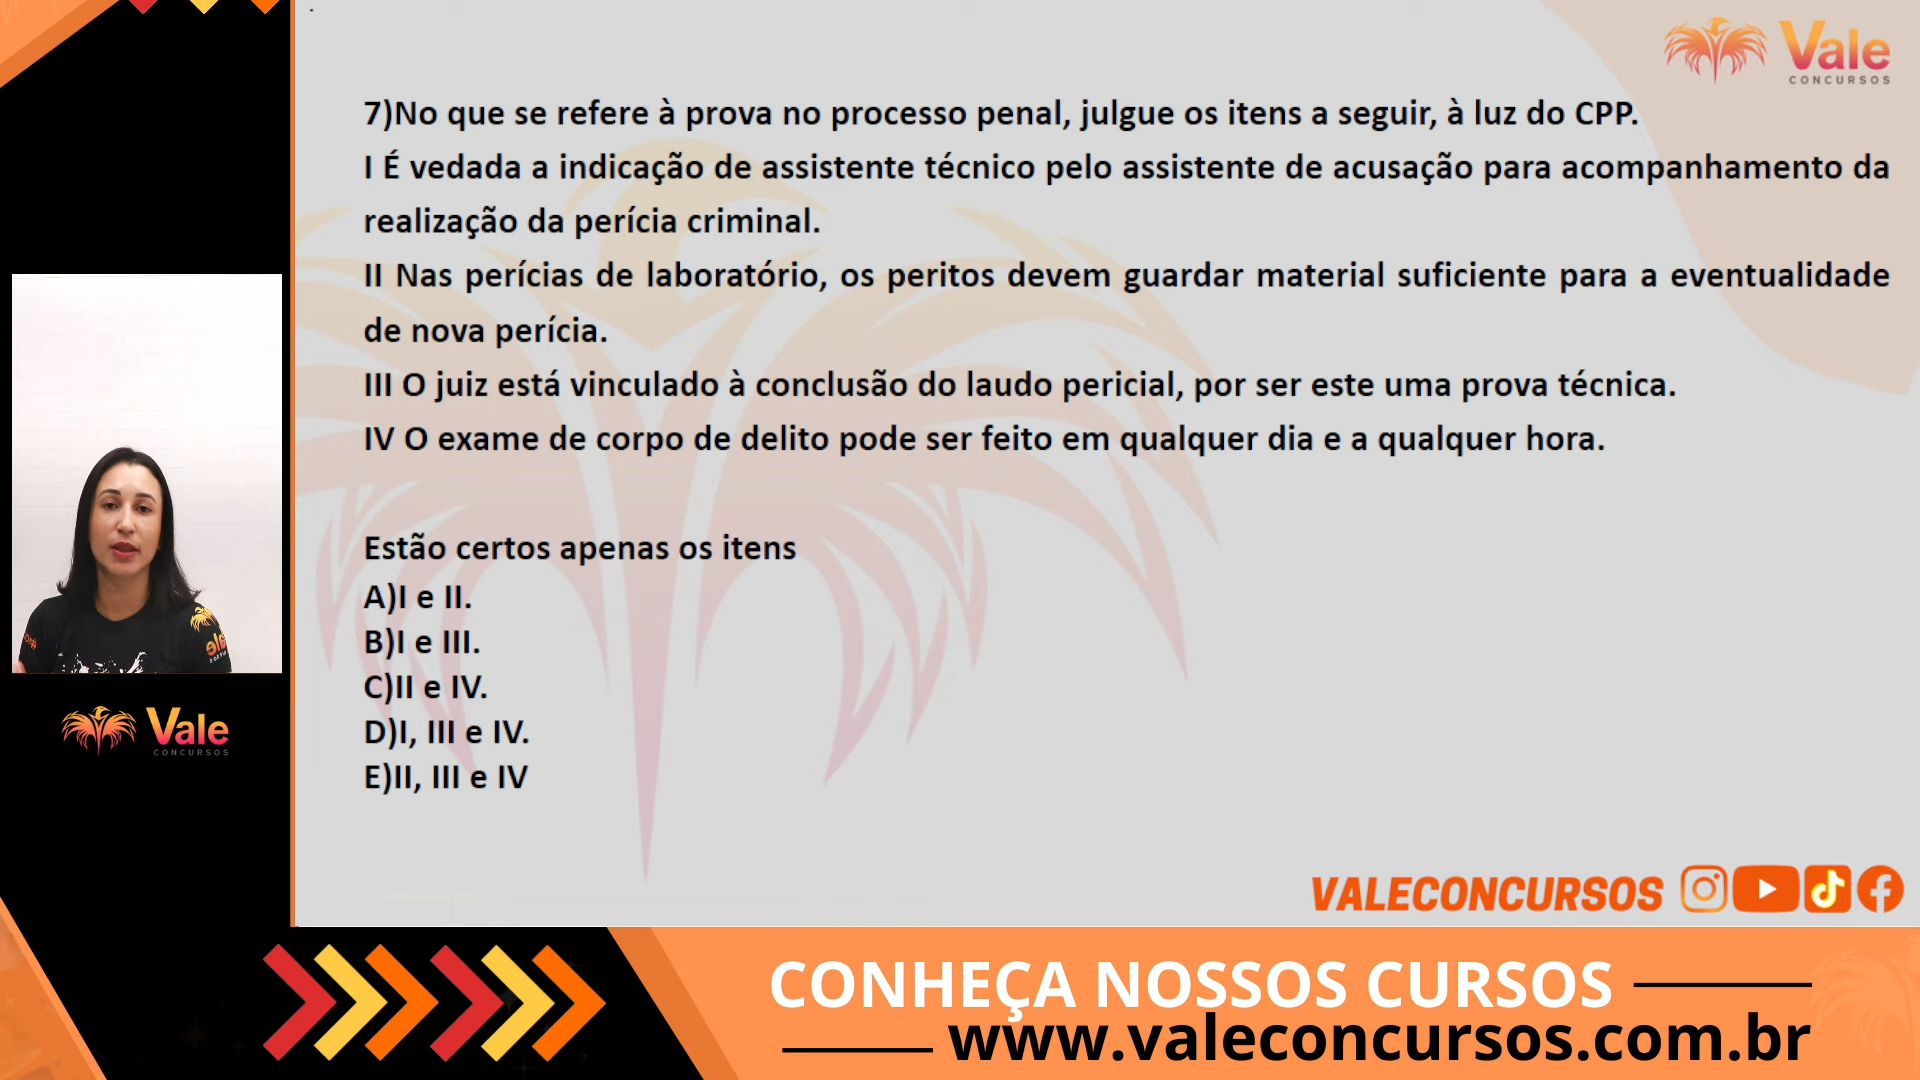 Vale
CONCURSOS
7)No que se refere à prova no processo penal, julgue os itens a seguir, à luz do CPP.
I É vedada a indicação de assistente técnico pelo assistente de acusação para acompanhamento da
realização da perícia criminal.
II Nas perícias de laboratório, os peritos devem guardar material suficiente para a eventualidade
de nova perícia.
III O juiz está vinculado à conclusão do laudo pericial, por ser este uma prova técnica.
IV O exame de corpo de delito pode ser feito em qualquer dia e a qualquer hora.
Estão certos apenas os itens
A)I e II.
B)I e III.
C)II e IV.
D)I, III e IV.
E)II, III e IV
Vale
CONCURSOS
VALECONCURSOS
CONHEÇA NOSSOS CURSOS
www.valeconcursos.com.br